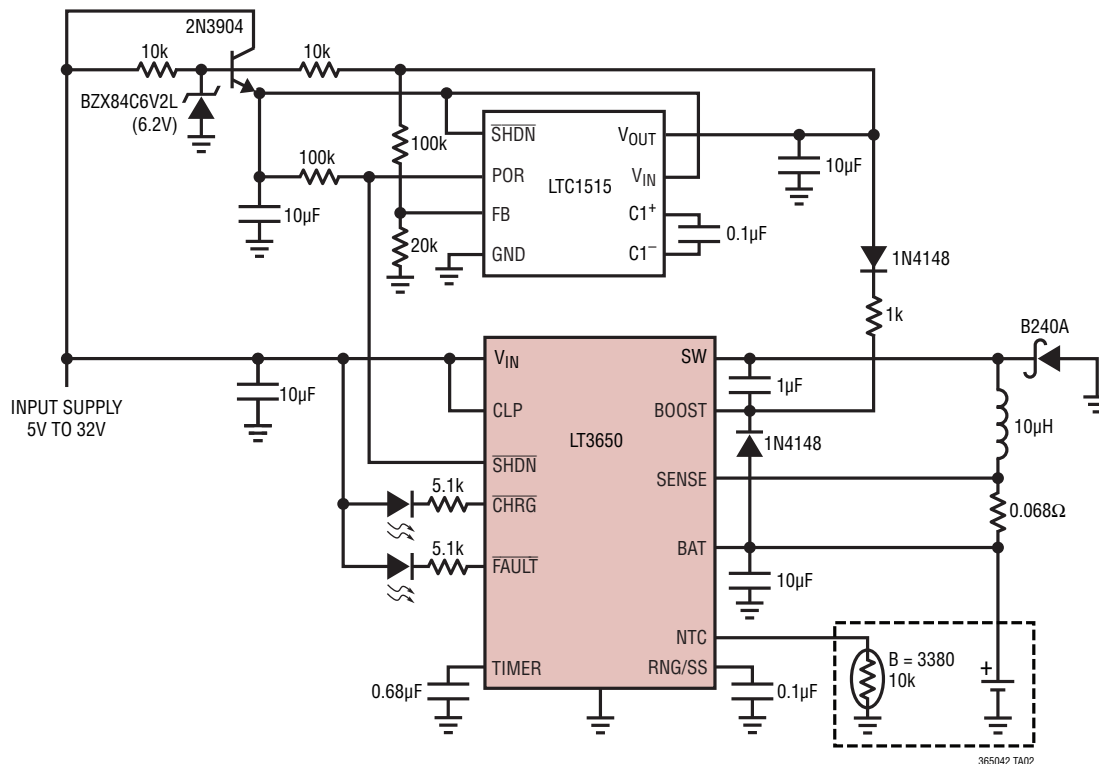 2N3904
10k
10k
BZX84C6V2L
(6.2V)
100k
100k
10µF
20k
SHDN
POR
FB
GND
LTC1515
VOUT
VIN
C1+
C1–
10µF
0.1µF
1N4148
1k
B240A
INPUT SUPPLY
5V TO 32V
10µF
VIN
CLP
SHDN
CHRG
FAULT
TIMER
LT3650
SW
BOOST
SENSE
BAT
NTC
RNG/SS
5.1k
5.1k
0.68µF
1µF
1N4148
10µH
0.068Ω
10µF
0.1µF
B = 3380
10k
+
365042 TA02